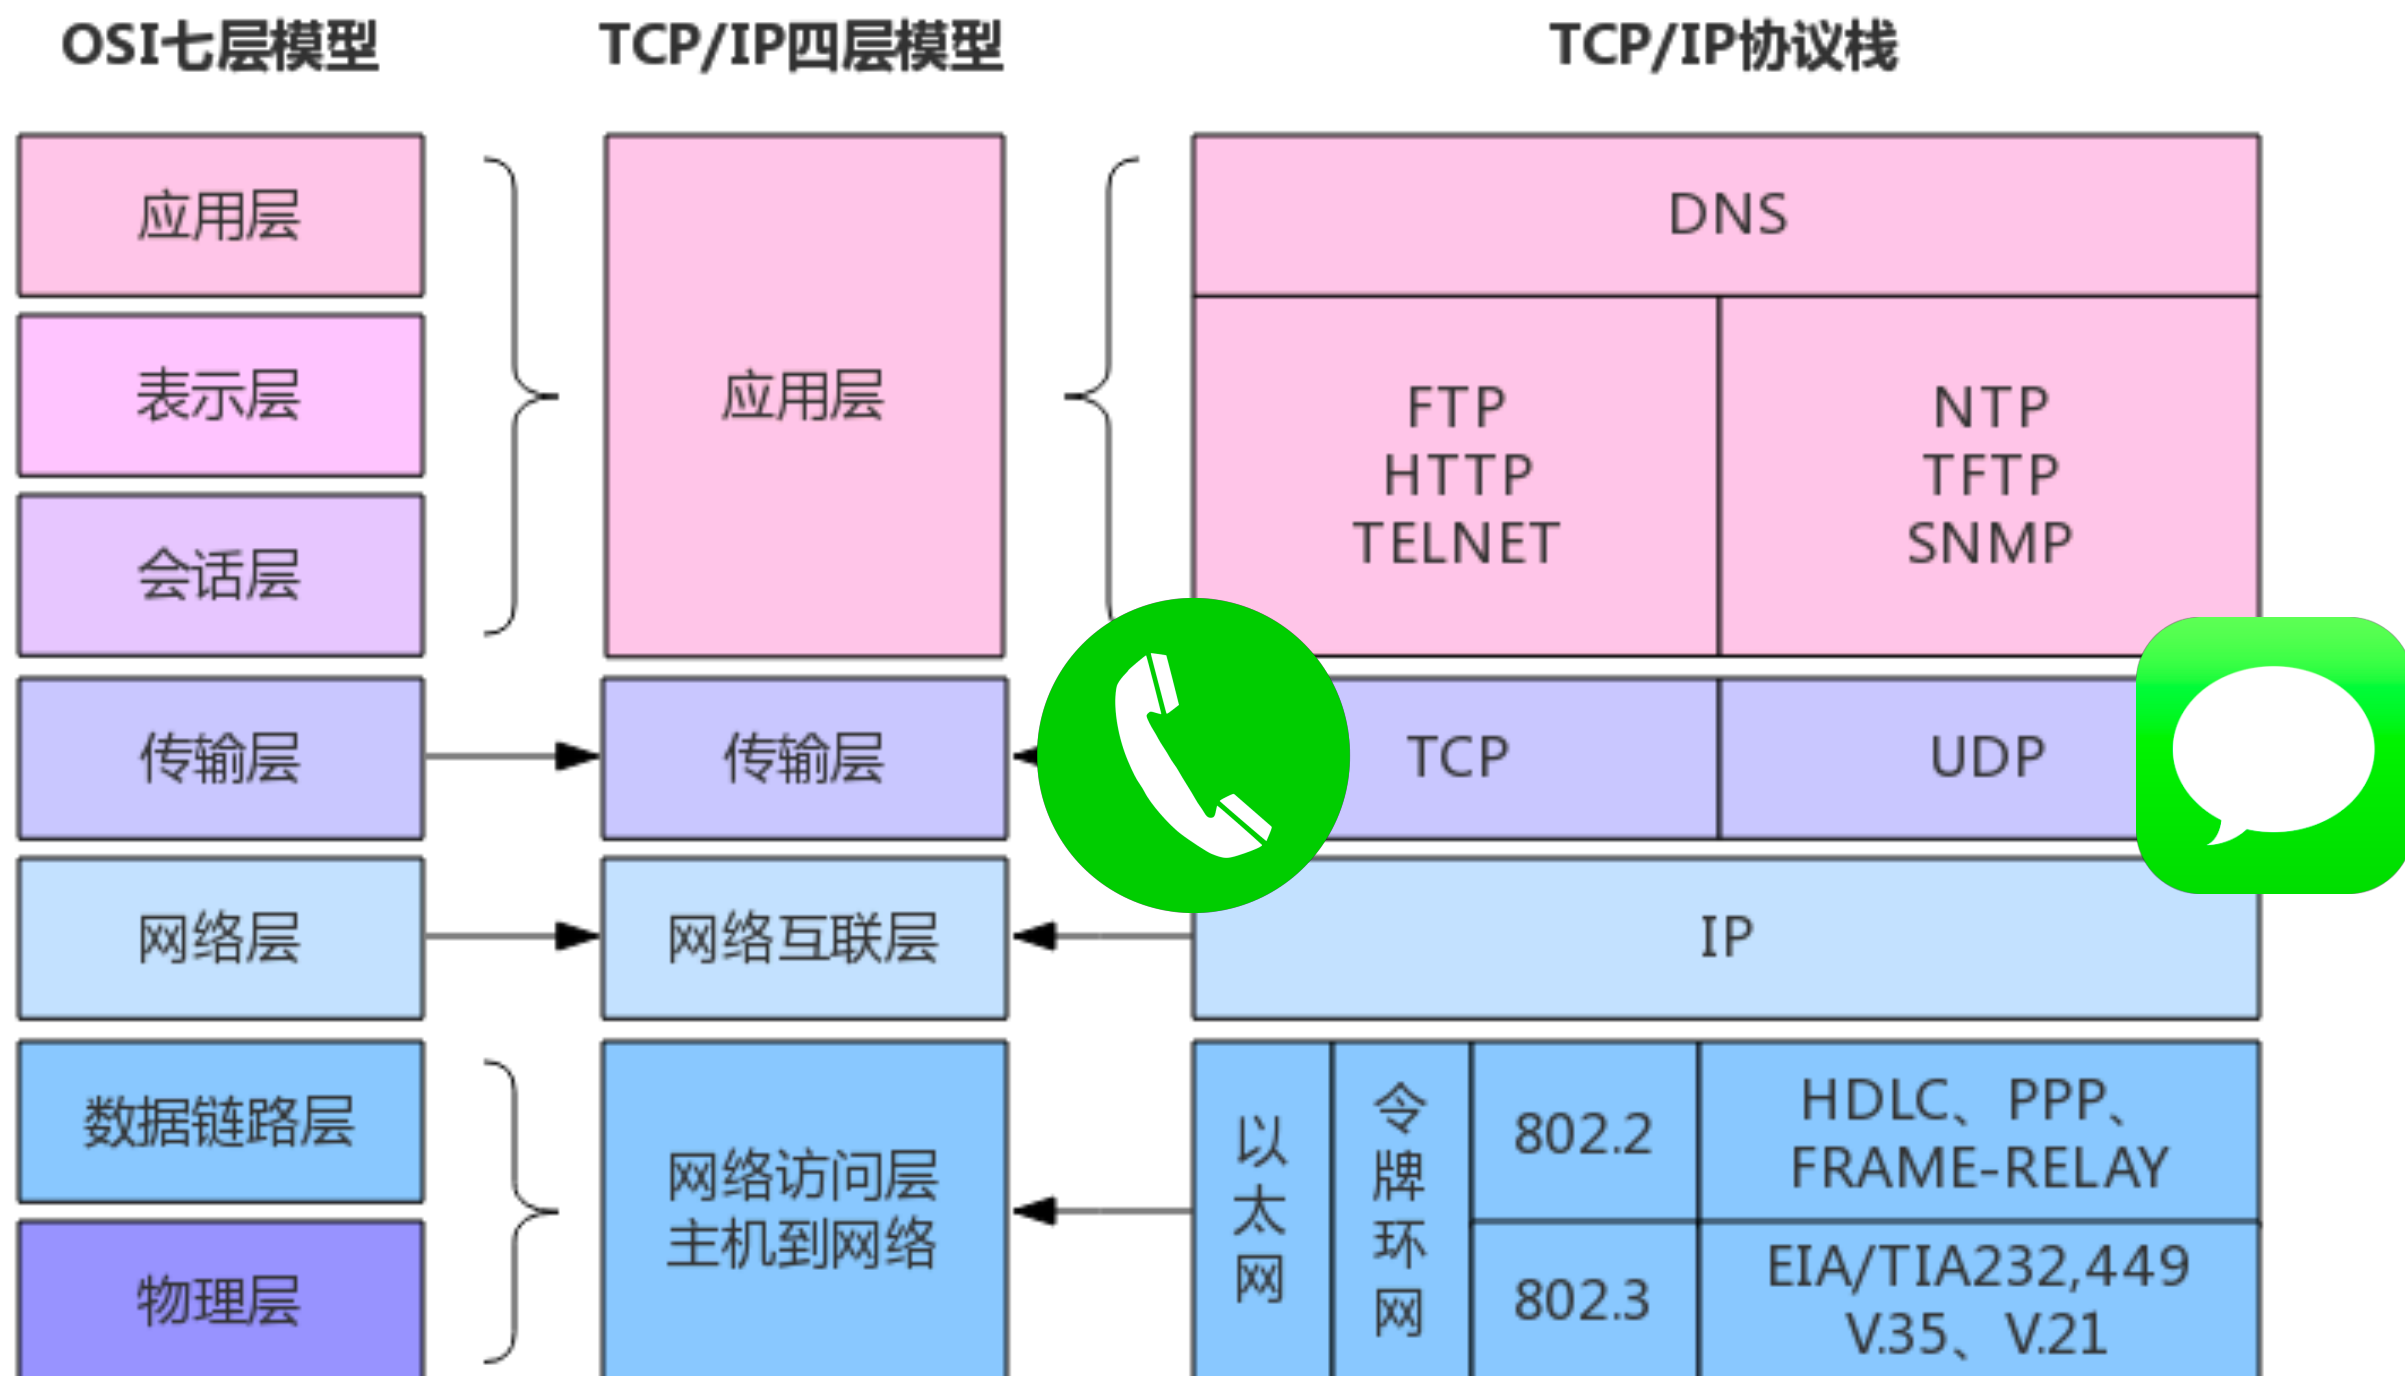 OSI七层模型
TCP/IP四层模型
TCP/IP协议栈
应用层
表示层
会话层
传输层
网络层
数据链路层
物理层
应用层
传输层
网络互联层
网络访问层
主机到网络
DNS
FTP
HTTP
TELNET
NTP
TFTP
SNMP
TCP
UDP
IP
以太网
令牌环网
802.2
802.3
HDLC、PPP、
FRAME-RELAY
EIA/TIA232,449
V.35、V.21